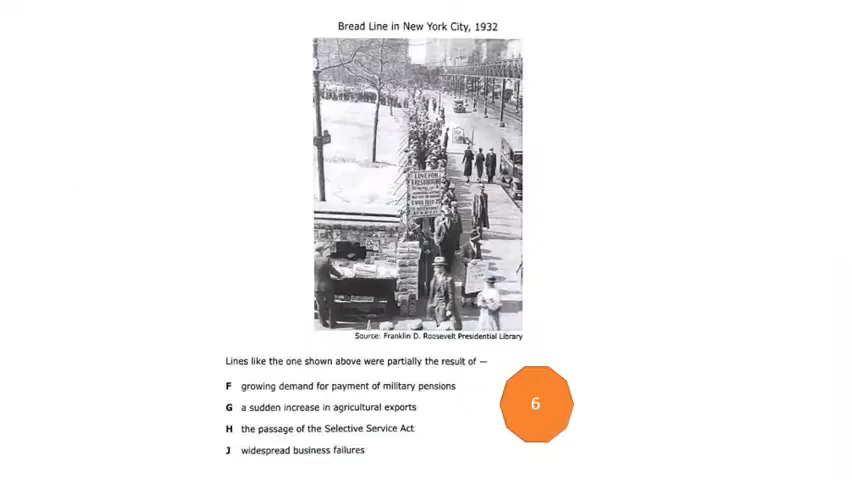 Bread Line in New York City, 1932
LINE FOR
Source: Franklin D. Roosevelt Presidential Library
Lines like the one shown above were partially the result of —
F growing demand for payment of military pensions
G a sudden increase in agricultural exports
H the passage of the Selective Service Act
J widespread business failures
6